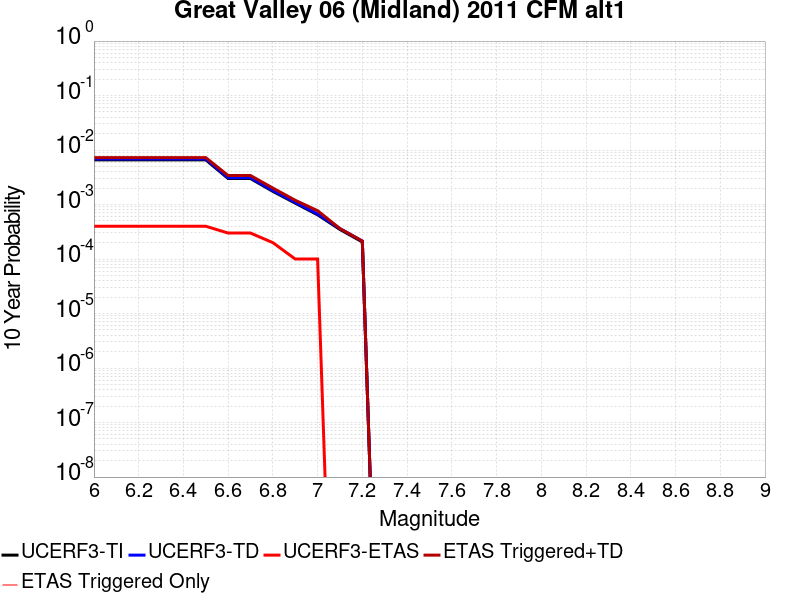 Great Valley 06 (Midland) 2011 CFM alt1
10 0
10 -1
10 -2
10 -3
10 -4
10 -5
10 -6
10 -7
10 -8
10 Year Probability
6 6.2 6.4 6.6 6.8 7 7.2 7.4 7.6 7.8 8 8.2 8.4 8.6 8.8 9
Magnitude
UCERF3-TI UCERF3-TD UCERF3-ETAS ETAS Triggered+TD
ETAS Triggered Only